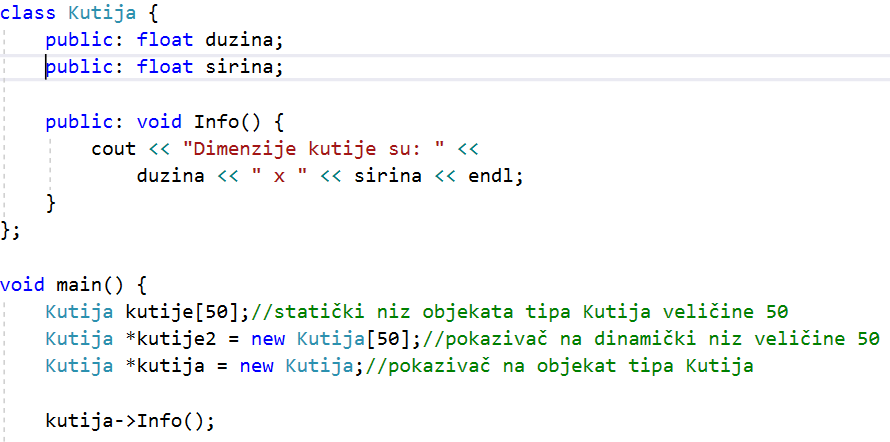 class Kutija {
public: float duzina;
public: float sirina;
public: void Info() {
cout << "Dimenzije kutije su: " <<
duzina << " x " << sirina << endl;
}
};
void main() {
Kutija kutije[50];//statički niz objekata tipa Kutija veličine 50
Kutija *kutije2 = new Kutija[50];//pokazivač na dinamički niz veličine 50
Kutija *kutija = new Kutija;//pokazivač na objekat tipa Kutija
kutija->Info();